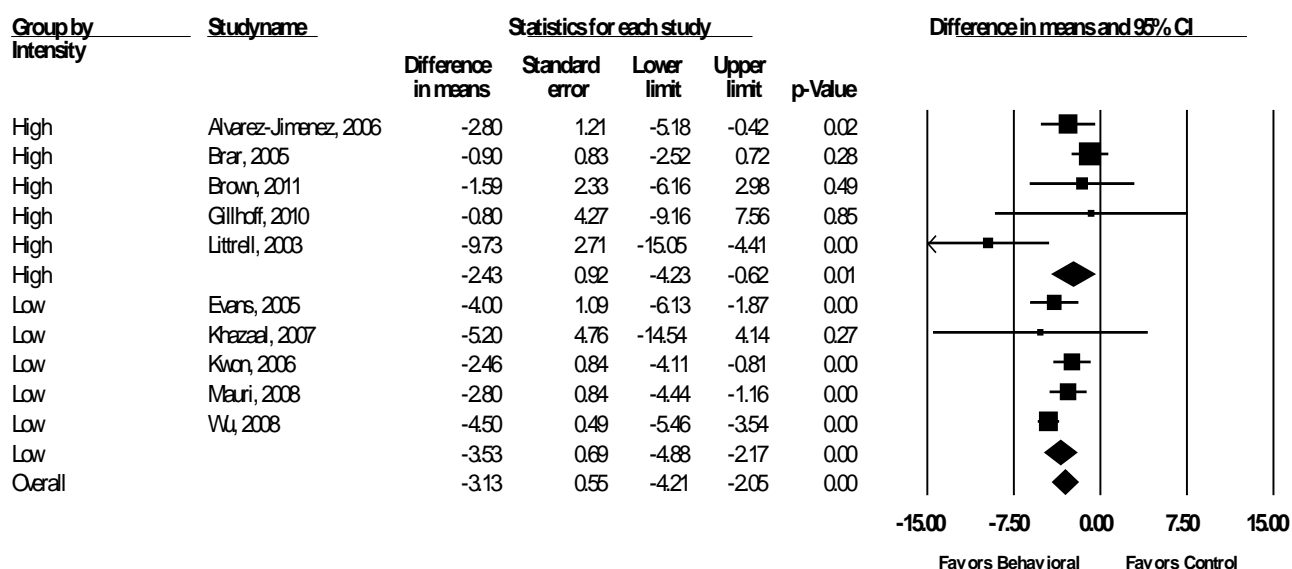 Group by Intensity Studyname Statistics for each study Difference in means and 95% CI
Difference in means Standard error Lower limit Upper limit p-Value
High Alvarez-Jimenez, 2006 -2.80 1.21 -5.18 -0.42 0.02
High Brar, 2005 -0.90 0.83 -2.52 0.72 0.28
High Brown, 2011 -1.59 2.33 -6.16 2.98 0.49
High Gillhoff, 2010 -0.80 4.27 -9.16 7.56 0.85
High Littrell, 2003 -9.73 2.71 -15.05 -4.41 0.00
High -2.43 0.92 -4.23 -0.62 0.01
Low Evans, 2005 -4.00 1.09 -6.13 -1.87 0.00
Low Khazaal, 2007 -5.20 4.76 -14.54 4.14 0.27
Low Kwon, 2006 -2.46 0.84 -4.11 -0.81 0.00
Low Mauri, 2008 -2.80 0.84 -4.44 -1.16 0.00
Low Wu, 2008 -4.50 0.49 -5.46 -3.54 0.00
Low -3.53 0.69 -4.88 -2.17 0.00
Overall -3.13 0.55 -4.21 -2.05 0.00
-15.00 -7.50 0.00 7.50 15.00
Favors Behavioral Favors Control